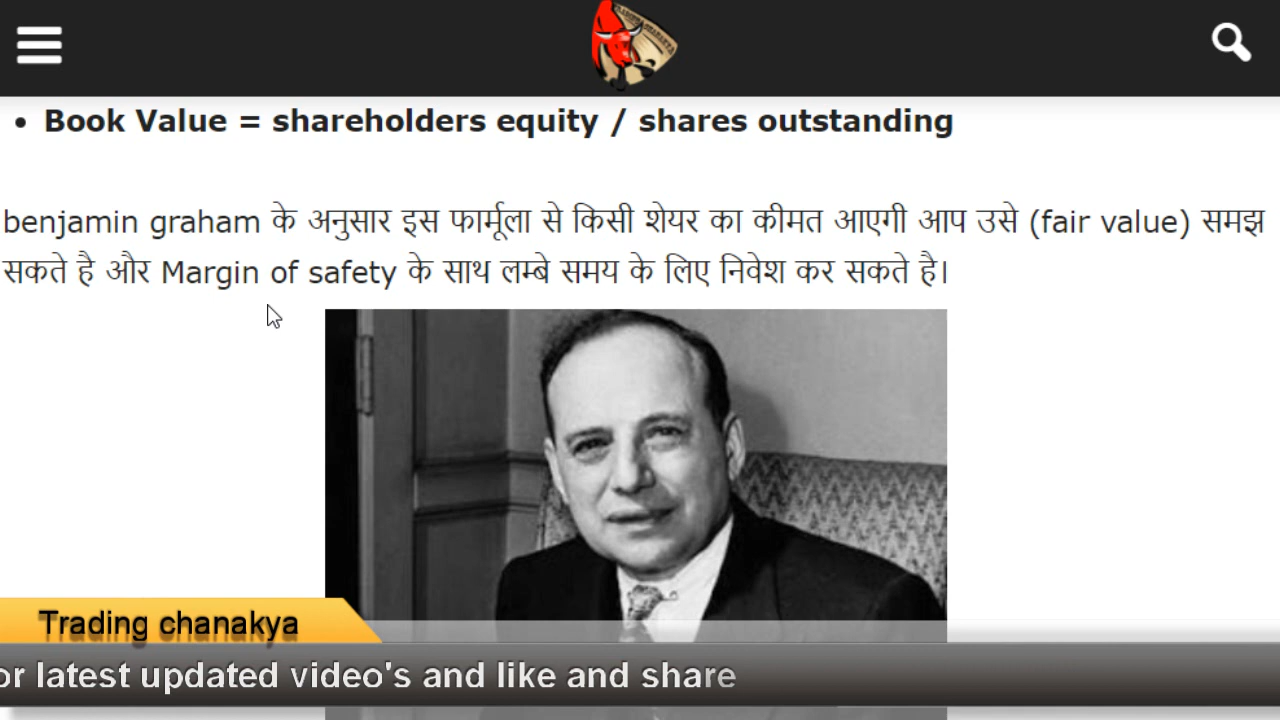 Book Value = shareholders equity / shares outstanding
benjamin graham के अनुसार इस फार्मूला से किसी शेयर का कीमत आएगी आप उसे (fair value) समझ
सकते है और Margin of safety के साथ लम्बे समय के लिए निवेश कर सकते है।
Trading chanakya
or latest updated video's and like and share